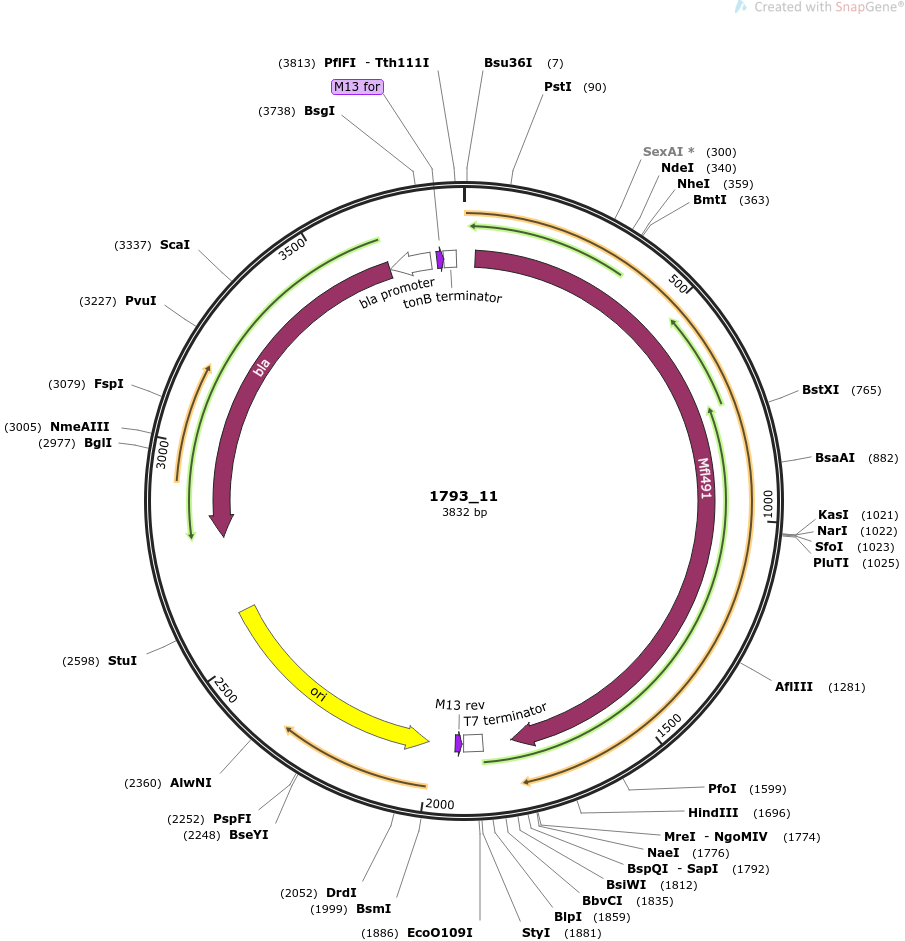 Created with SnapGene®
(3813) PflFI - Tth111I
Bsu36I (7)
M13 for
PstI (90)
(3738) BsgI
SexAI * (300)
NdeI (340)
NheI (359)
BmtI (363)
(3337) ScaI
(3227) PvuI
(3079) FspI
(3005) NmeAIII
(2977) BglI
3500
500
bla promoter
tonB terminator
bla
BstXI (765)
BsaAI (882)
Mfl491
3000
1000
1793_11
3832 bp
KasI (1021)
NarI (1022)
SfoI (1023)
PluTI (1025)
(2598) StuI
AflIII (1281)
2500
ori
M13 rev
T7 terminator
1500
2000
(2360) AlwNI
(2252) PspFI
(2248) BseYI
PfoI (1599)
HindIII (1696)
MreI - NgoMIV (1774)
NaeI (1776)
BspQI - SapI (1792)
BsiWI (1812)
BbvCI (1835)
BlpI (1859)
StyI (1881)
(2052) DrdI
(1999) BsmI
(1886) EcoO109I